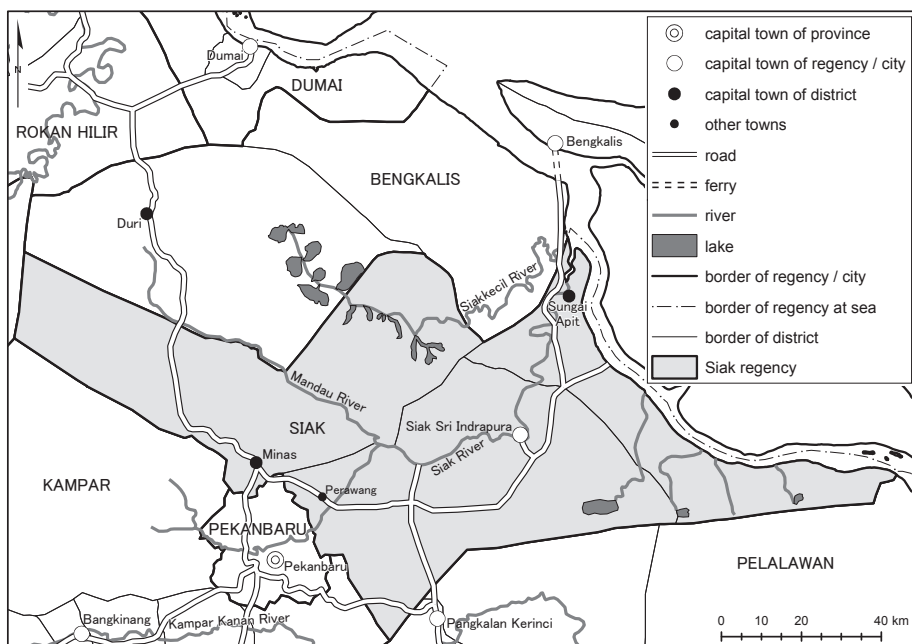 N
Dumai
DUMAI
ROKAN HILIR
BENGKALIS
Bengkalis
Duri
Siakkecil River
Sungai
Apit
Mandau River
SIAK
Siak Sri Indrapura
Siak River
Minas
Perawang
KAMPAR
PEKANBARU
Pekanbaru
PELALAWAN
Bangkinang
Kampar Kanan River
Pangkalan Kerinci
capital town of province
capital town of regency / city
capital town of district
other towns
road
ferry
river
lake
border of regency / city
border of regency at sea
border of district
Siak regency
0 10 20 30 40 km